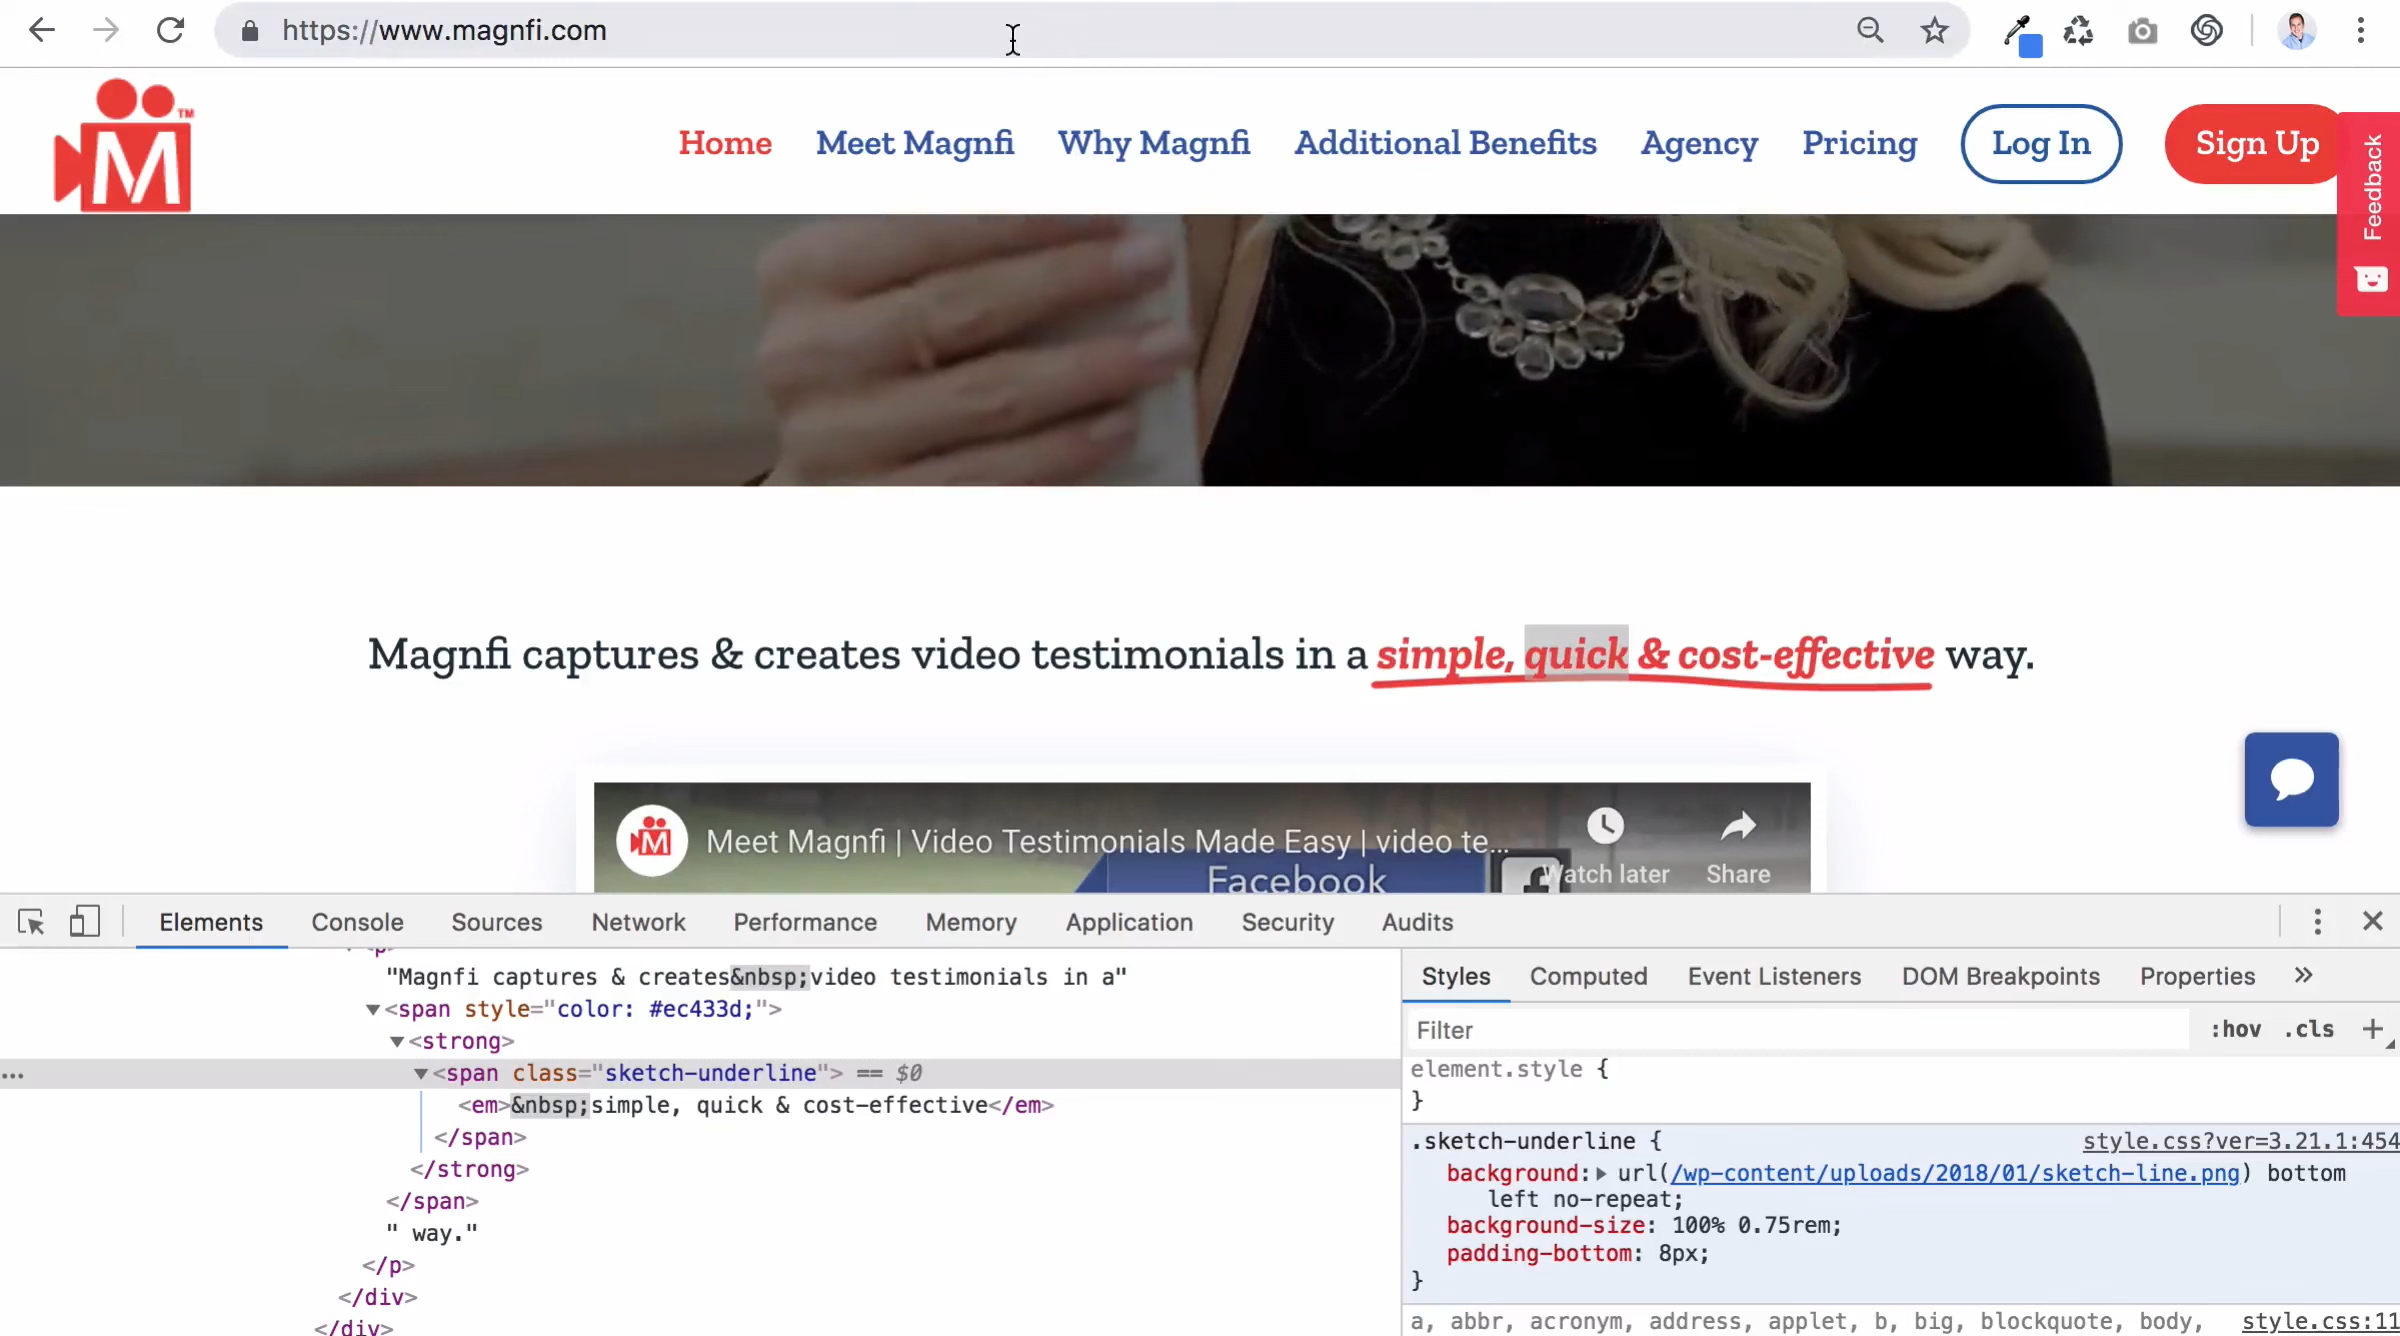 https://www.magnfi.com
M™
Home Meet Magnfi Why Magnfi Additional Benefits Agency Pricing Log In Sign Up
Feedback
Magnfi captures & creates video testimonials in a simple, quick & cost-effective way.
M Meet Magnfi | Video Testimonials Made Easy | video te...
Watch later Share
Facebook f
Elements Console Sources Network Performance Memory Application Security Audits
<p>
"Magnfi captures & creates&nbsp;video testimonials in a"
<span style="color: #ec433d;">
<strong>
... <span class="sketch-underline"> == $0
<em>&nbsp;simple, quick & cost-effective</em>
</span>
</strong>
</span>
" way."
</p>
</div>
</div>
Styles Computed Event Listeners DOM Breakpoints Properties »
Filter :hov .cls +
element.style {
}
.sketch-underline { style.css?ver=3.21.1:454
background: url(/wp-content/uploads/2018/01/sketch-line.png) bottom
left no-repeat;
background-size: 100% 0.75rem;
padding-bottom: 8px;
}
a, abbr, acronym, address, applet, b, big, blockquote, body, style.css:11